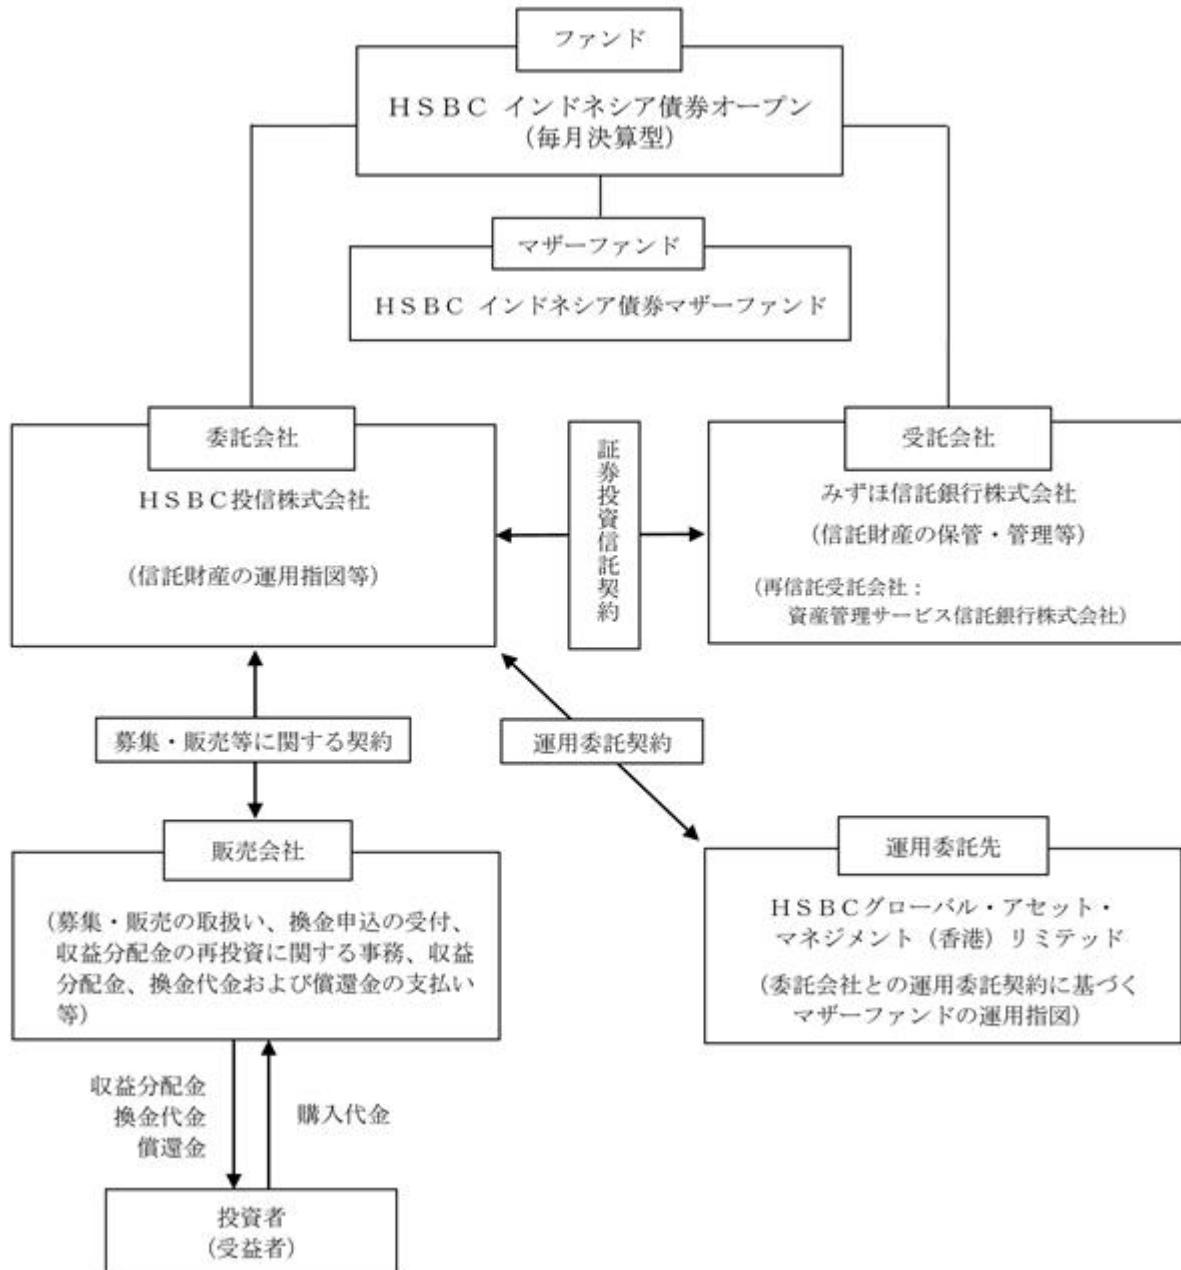 ファンド
HSBC インドネシア債券オープン
(毎月決算型)
マザーファンド
HSBC インドネシア債券マザーファンド
委託会社
HSBC投信株式会社
(信託財産の運用指図等)
証券投資信託契約
受託会社
みずほ信託銀行株式会社
(信託財産の保管・管理等)
(再信託受託会社:
資産管理サービス信託銀行株式会社)
募集・販売等に関する契約
運用委託契約
販売会社
(募集・販売の取扱い、換金申込の受付、
収益分配金の再投資に関する事務、収益
分配金、換金代金および償還金の支払い
等)
運用委託先
HSBCグローバル・アセット・
マネジメント(香港)リミテッド
(委託会社との運用委託契約に基づく
マザーファンドの運用指図)
収益分配金
換金代金
償還金
購入代金
投資者
(受益者)